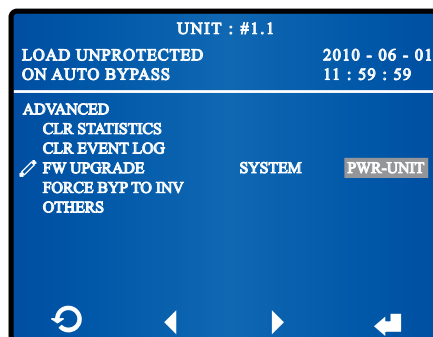 UNIT : #1.1
LOAD UNPROTECTED 2010 - 06 - 01
ON AUTO BYPASS 11 : 59 : 59
ADVANCED
CLR STATISTICS
CLR EVENT LOG
FW UPGRADE SYSTEM PWR-UNIT
FORCE BYP TO INV
OTHERS